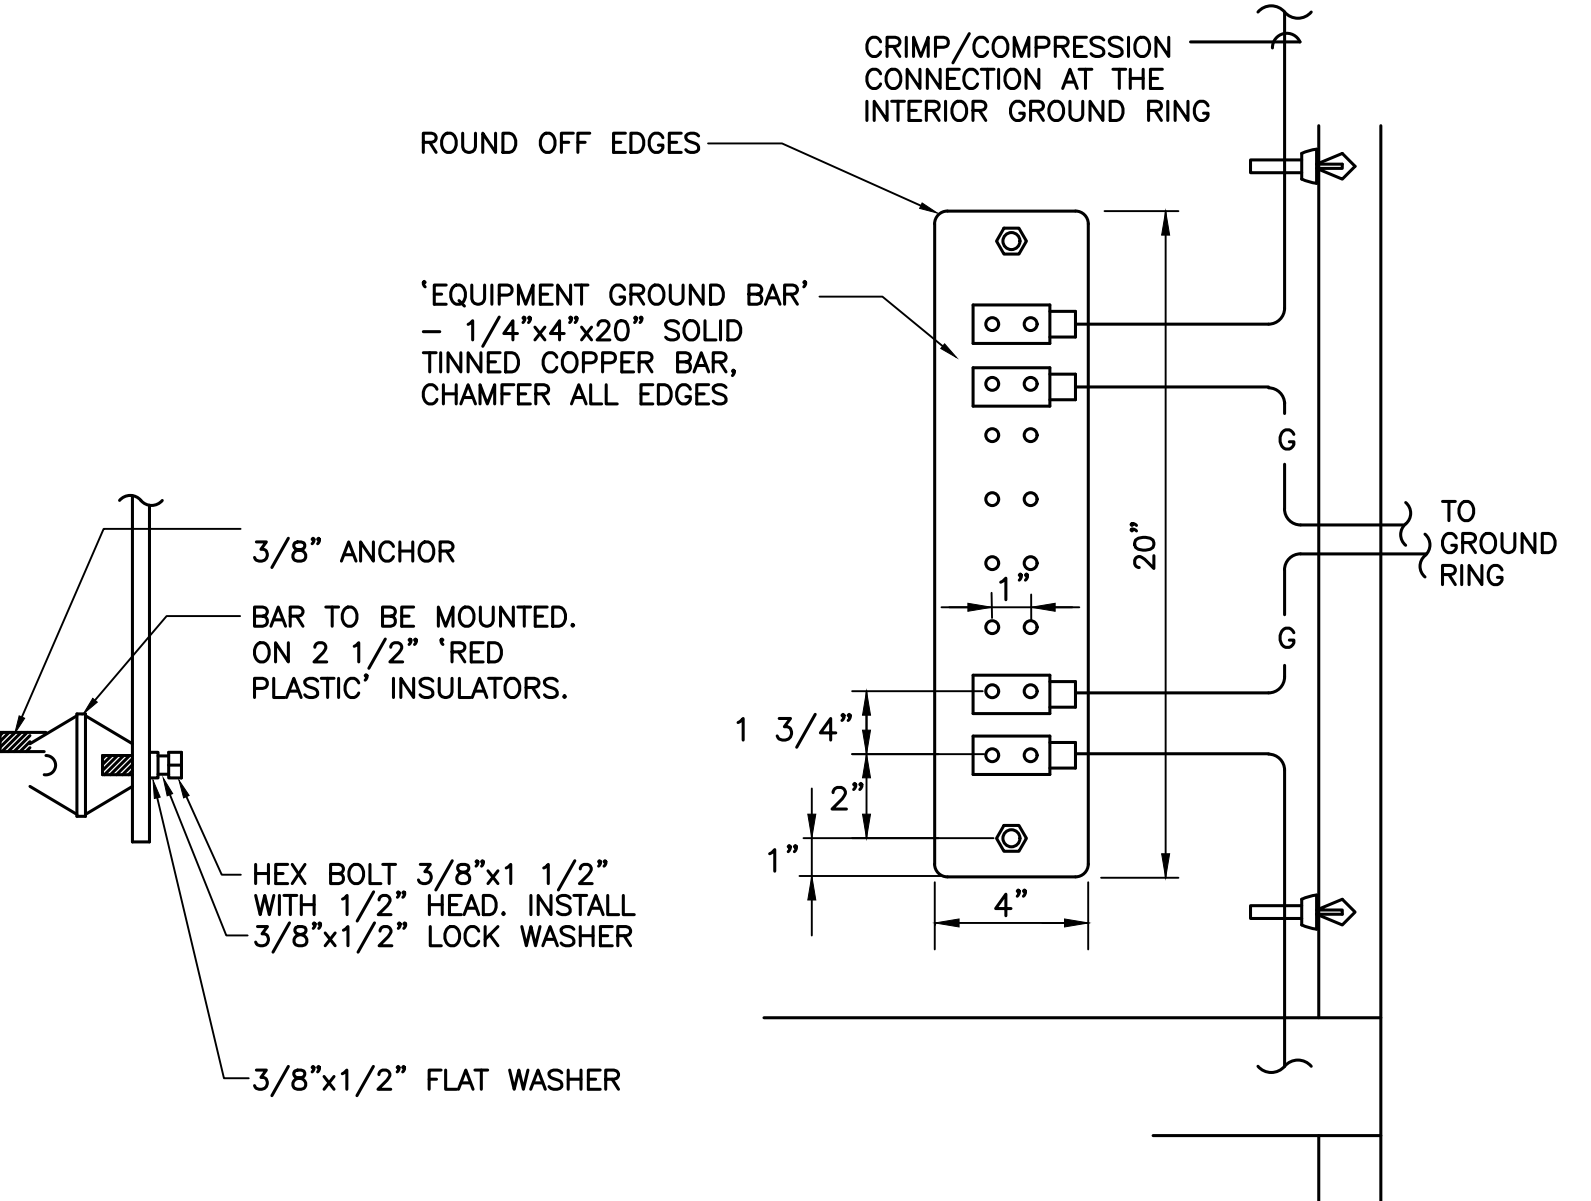 CRIMP/COMPRESSION
CONNECTION AT THE
INTERIOR GROUND RING
ROUND OFF EDGES
‘EQUIPMENT GROUND BAR’
– 1/4”x4”x20” SOLID
TINNED COPPER BAR,
CHAMFER ALL EDGES
G
TO
GROUND
RING
20”
1”
G
3/8” ANCHOR
BAR TO BE MOUNTED.
ON 2 1/2” ‘RED
PLASTIC’ INSULATORS.
1 3/4”
2”
1”
4”
HEX BOLT 3/8”x1 1/2”
WITH 1/2” HEAD. INSTALL
3/8”x1/2” LOCK WASHER
3/8”x1/2” FLAT WASHER